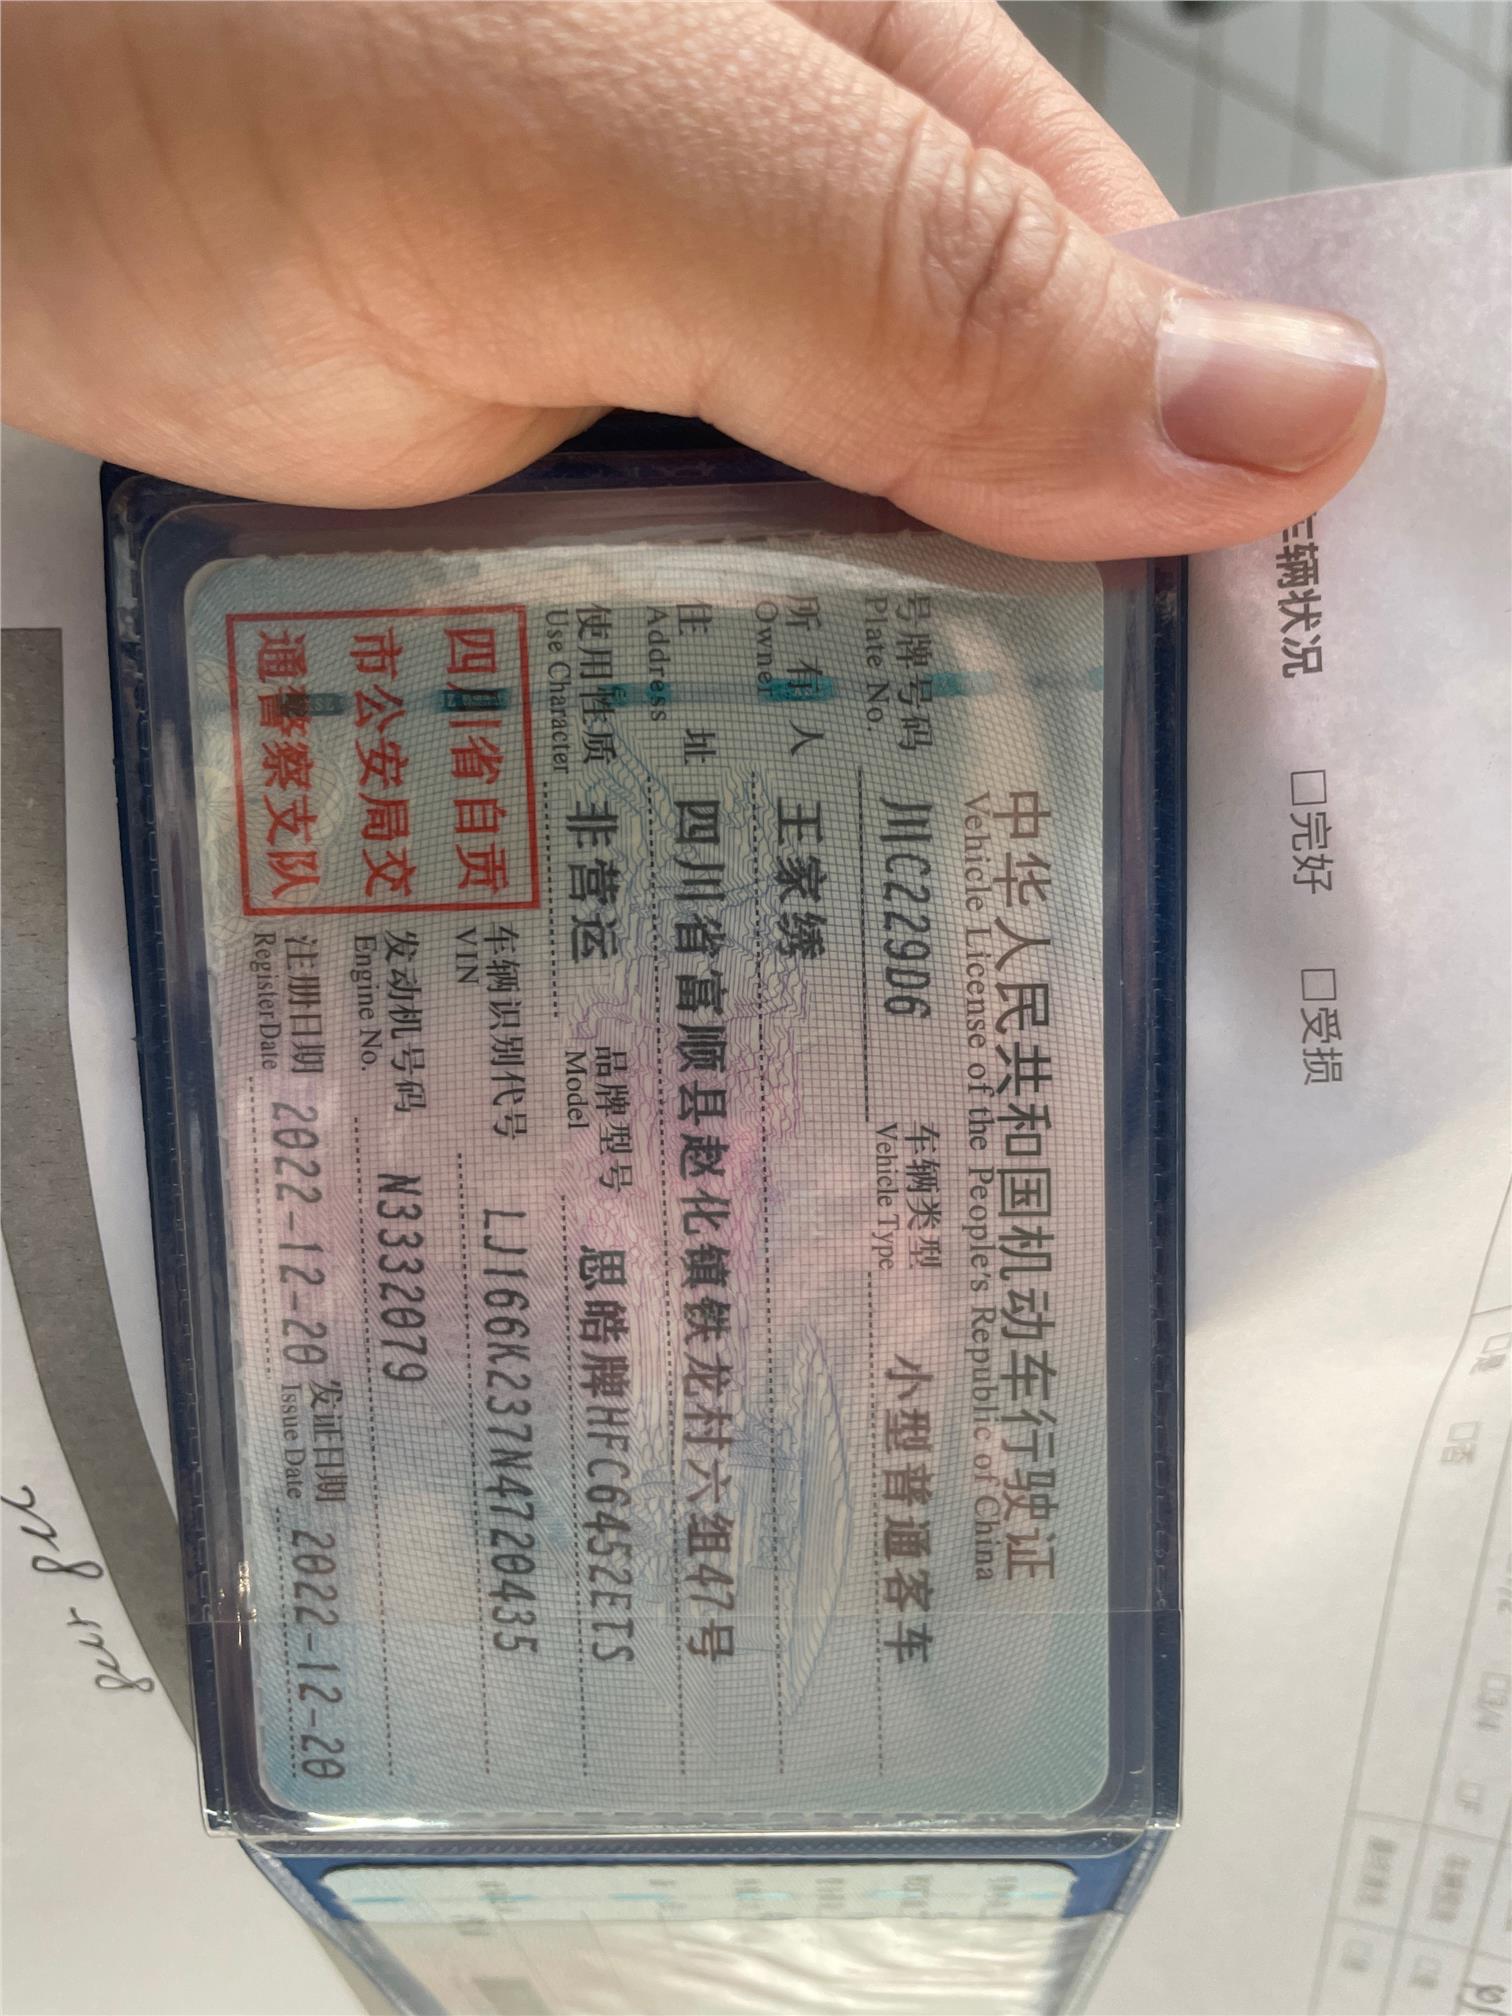 中华人民共和国机动车行驶证
Vehicle License of the People's Republic of China
号牌号码 川C229D6 车辆类型 小型普通客车
Plate No. Vehicle Type
所有人 王家绣
Owner
住址 四川省富顺县赵化镇铁龙村六组47号
Address
使用性质 非营运 品牌型号 思皓牌HFC6452ETS
Use Character Model
四川省自贡
市公安局交
通警察支队
车辆识别代号 LJ166K237N4720435
VIN
发动机号码 N3332079
Engine No.
注册日期 2022-12-20 发证日期 2022-12-20
Register Date Issue Date
车辆状况 □完好 □受损